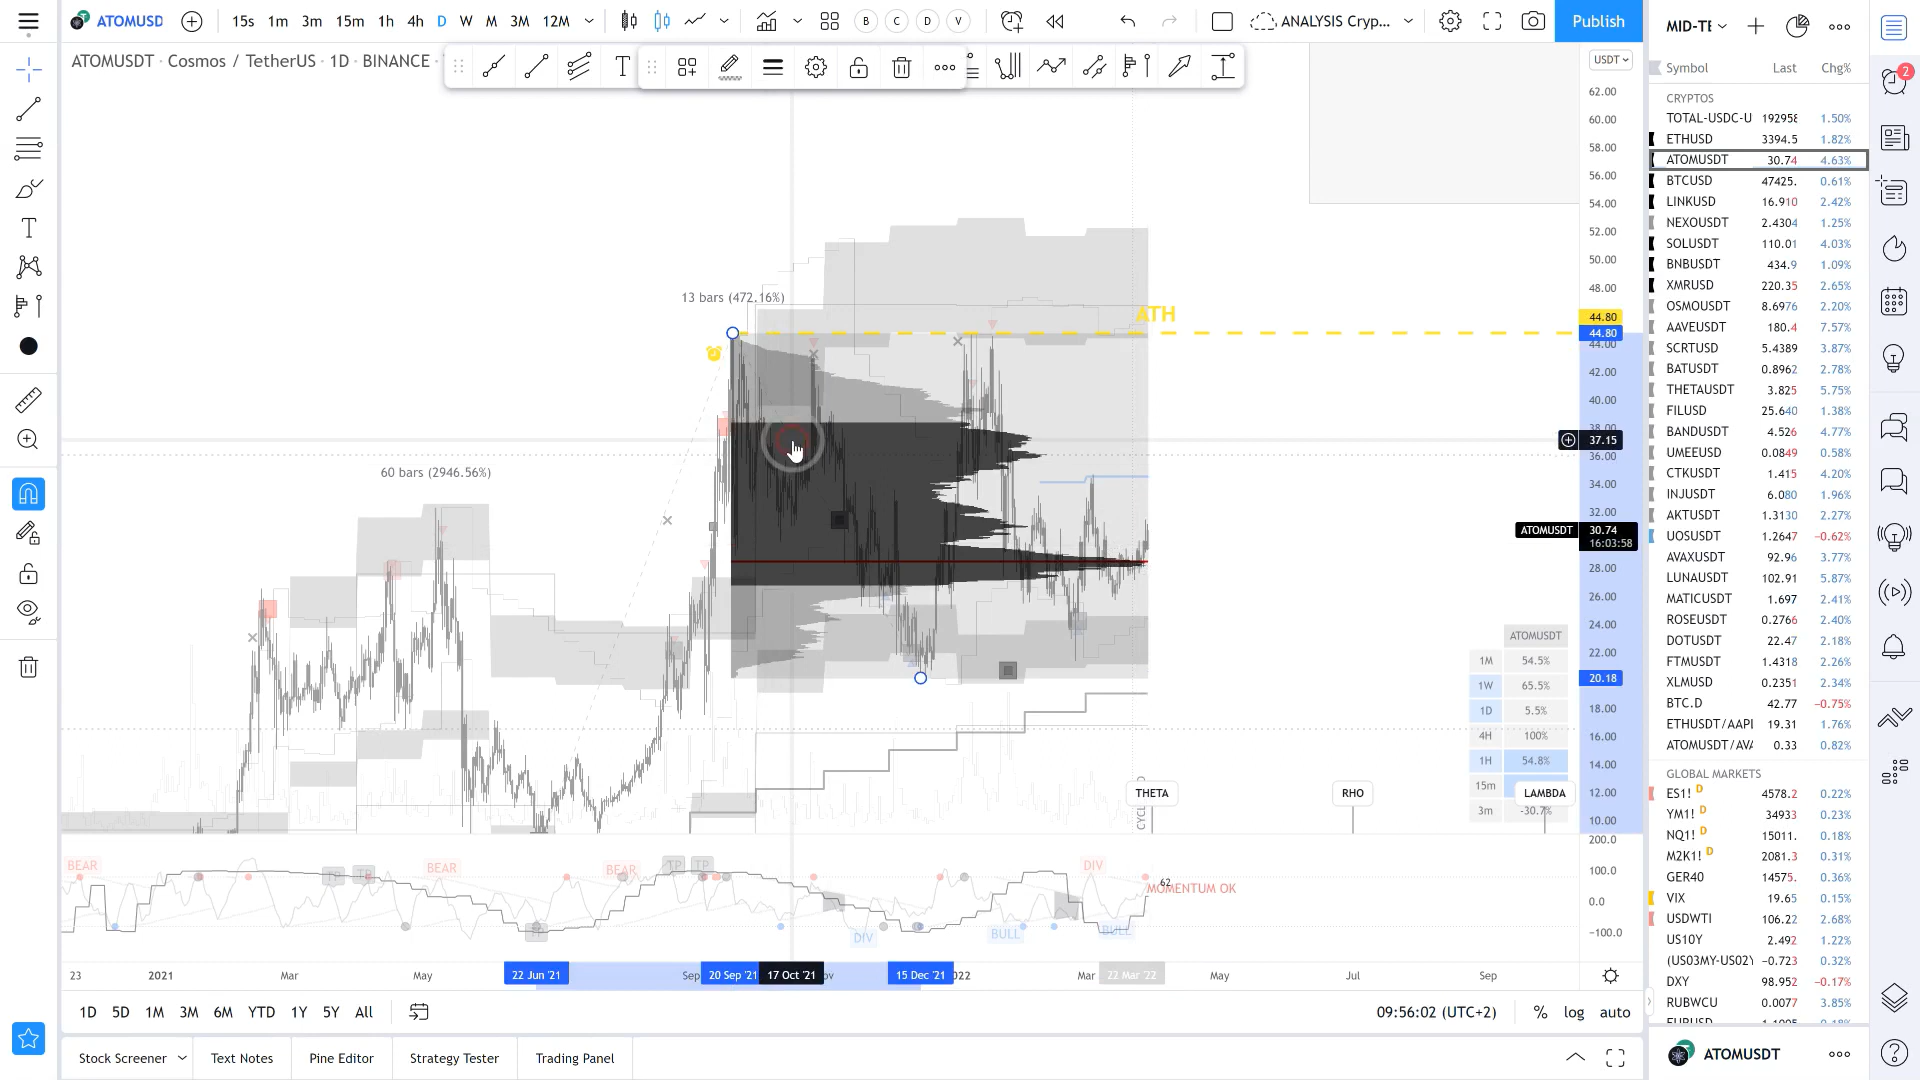 ATOMUSD
15s 1m 3m 15m 1h 4h D W M 3M 12M
B C D V
ANALYSIS Cryp...
Publish
MID-TE
ATOMUSDT · Cosmos / TetherUS · 1D · BINANCE ·
T
USDT
Symbol Last Chg%
CRYPTOS
TOTAL-USDC-U 192958 1.50%
ETHUSD 3394.5 1.82%
ATOMUSDT 30.74 4.63%
BTCUSD 47425. 0.61%
LINKUSD 16.910 2.42%
NEXOUSDT 2.4304 1.25%
SOLUSDT 110.01 4.03%
BNBUSDT 434.9 1.09%
XMRUSD 220.35 2.65%
OSMOUSDT 8.6976 2.20%
AAVEUSDT 180.4 7.57%
SCRTUSD 5.4389 3.87%
BATUSDT 0.8962 2.78%
THETAUSDT 3.825 5.75%
FILUSD 25.640 1.38%
BANDUSDT 4.526 4.77%
UMEEUSD 0.0849 0.58%
CTKUSDT 1.415 4.20%
INJUSDT 6.080 1.96%
AKTUSDT 1.3130 2.27%
UOSUSDT 1.2647 −0.62%
AVAXUSDT 92.96 3.77%
LUNAUSDT 102.91 5.87%
MATICUSDT 1.697 2.41%
ROSEUSDT 0.2766 2.40%
DOTUSDT 22.47 2.18%
FTMUSDT 1.4318 2.26%
XLMUSD 0.2351 2.34%
BTC.D 42.77 −0.75%
ETHUSDT/AAPL 19.31 1.76%
ATOMUSDT/AVA 0.33 0.82%
GLOBAL MARKETS
ES1! D 4578.2 0.22%
YM1! D 34933 0.23%
NQ1! D 15011. 0.18%
M2K1! D 2081.3 0.31%
GER40 14575. 0.36%
VIX 19.65 0.15%
USDWTI 106.22 2.68%
US10Y 2.492 1.22%
(US03MY-US02Y −0.723 0.32%
DXY 98.952 −0.17%
RUBWCU 0.0077 3.85%
2
62.00
60.00
58.00
56.00
54.00
52.00
50.00
48.00
44.80
44.80
44.00
42.00
40.00
38.00
37.15
36.00
34.00
32.00
ATOMUSDT 30.74
16:03:58
28.00
26.00
24.00
22.00
20.18
18.00
16.00
14.00
12.00
10.00
200.0
100.0
0.0
−100.0
13 bars (472.16%)
ATH
60 bars (2946.56%)
ATOMUSDT
1M 54.5%
1W 65.5%
1D 5.5%
4H 100%
1H 54.8%
15m
3m -30.7%
THETA RHO LAMBDA
BEAR BEAR BEAR TP TP DIV
62
MOMENTUM OK
DIV BULL BULL
23 2021 Mar May 22 Jun '21 Sep 20 Sep '21 17 Oct '21 ov 15 Dec '21 2022 Mar 22 Mar '22 May Jul Sep
1D 5D 1M 3M 6M YTD 1Y 5Y All
09:56:02 (UTC+2) % log auto
Stock Screener Text Notes Pine Editor Strategy Tester Trading Panel
ATOMUSDT